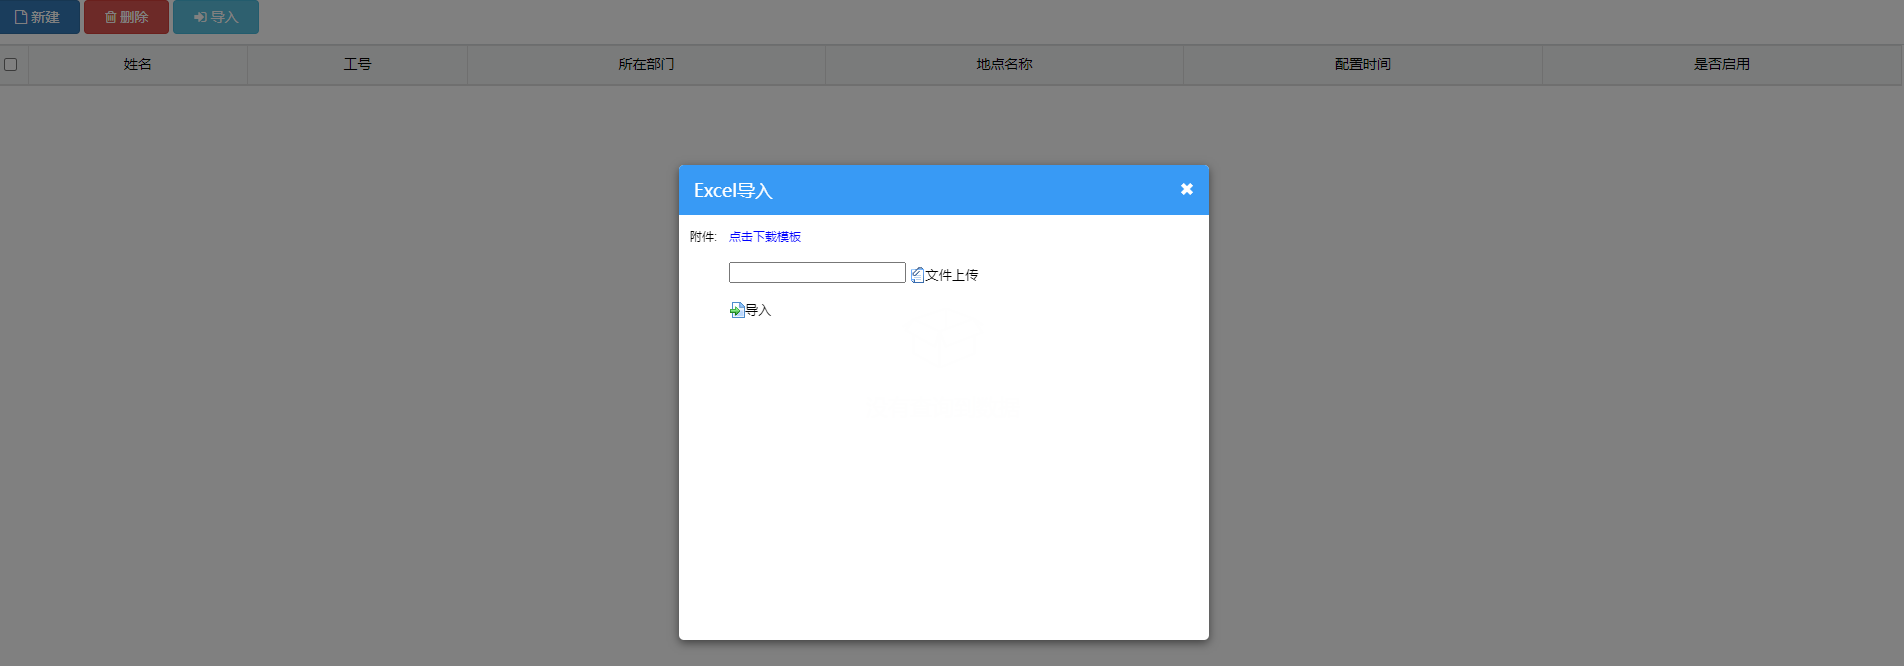 新建 删除 导入
姓名 工号 所在部门 地点名称 配置时间 是否启用
Excel导入
附件: 点击下载模板
文件上传
导入